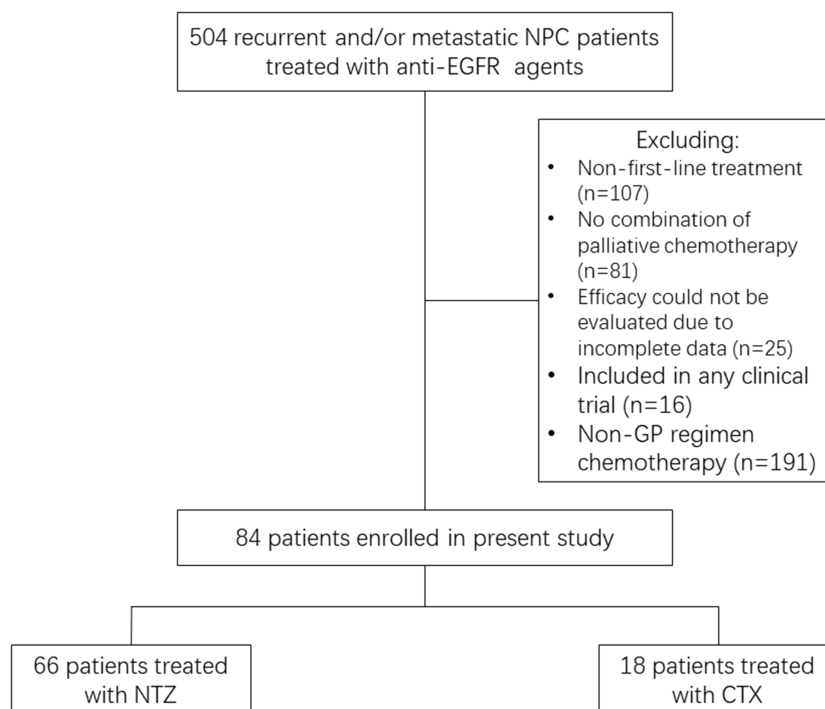 504 recurrent and/or metastatic NPC patients
treated with anti-EGFR agents
Excluding:
• Non-first-line treatment
(n=107)
• No combination of
palliative chemotherapy
(n=81)
• Efficacy could not be
evaluated due to
incomplete data (n=25)
• Included in any clinical
trial (n=16)
• Non-GP regimen
chemotherapy (n=191)
84 patients enrolled in present study
66 patients treated
with NTZ
18 patients treated
with CTX